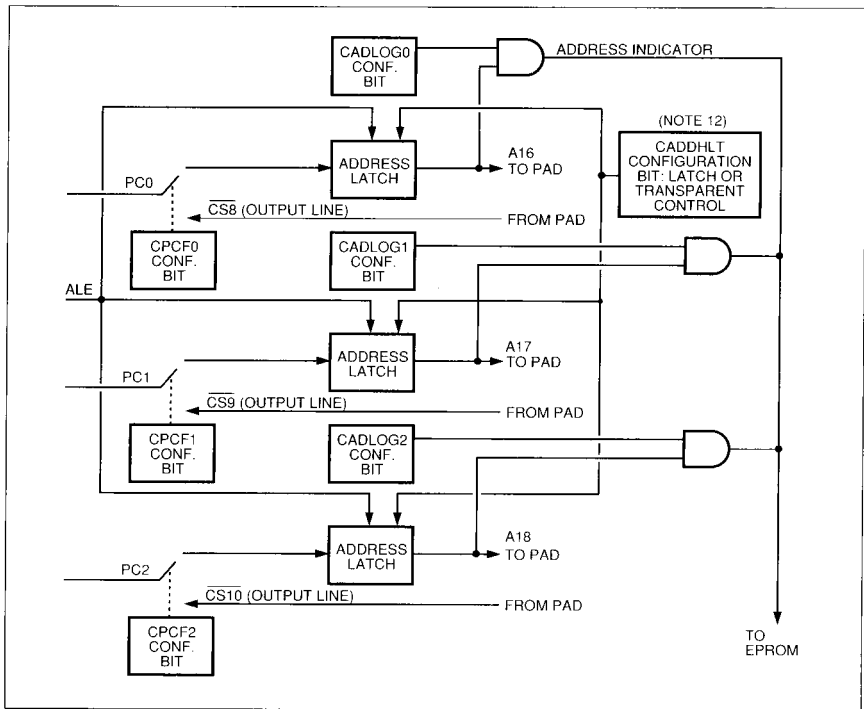 CADLOG0
CONF.
BIT
ADDRESS INDICATOR
(NOTE 12)
CADDHLT
CONFIGURATION
BIT: LATCH OR
TRANSPARENT
CONTROL
ADDRESS
LATCH
A16
TO PAD
PC0
CS8 (OUTPUT LINE)
FROM PAD
CPCF0
CONF.
BIT
CADLOG1
CONF.
BIT
ALE
ADDRESS
LATCH
A17
TO PAD
PC1
CS9 (OUTPUT LINE)
FROM PAD
CPCF1
CONF.
BIT
CADLOG2
CONF.
BIT
ADDRESS
LATCH
A18
TO PAD
PC2
CS10 (OUTPUT LINE)
FROM PAD
CPCF2
CONF.
BIT
TO
EPROM